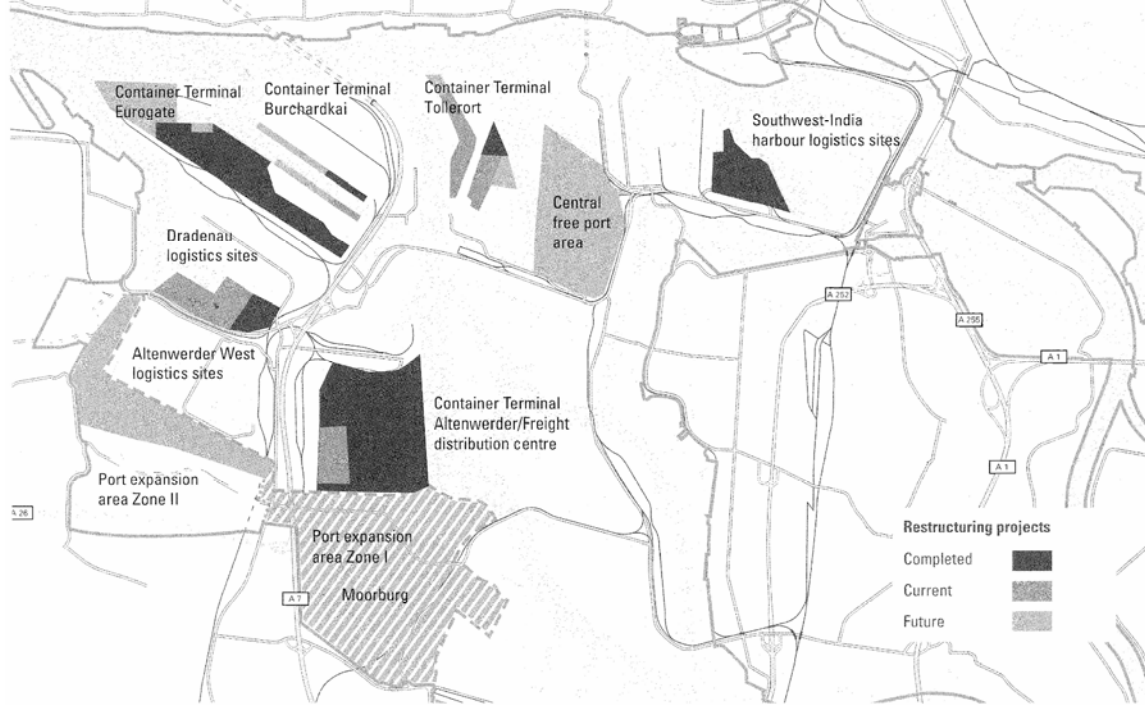 Container Terminal
Eurogate
Container Terminal
Burchardkai
Container Terminal
Tollerort
Southwest-India
harbour logistics sites
Central
free port
area
Dradenau
logistics sites
A 252
A 255
A 1
Altenwerder West
logistics sites
Container Terminal
Altenwerder/Freight
distribution centre
A 1
Port expansion
area Zone II
A 26
Port expansion
area Zone I
Moorburg
A 7
Restructuring projects
Completed
Current
Future